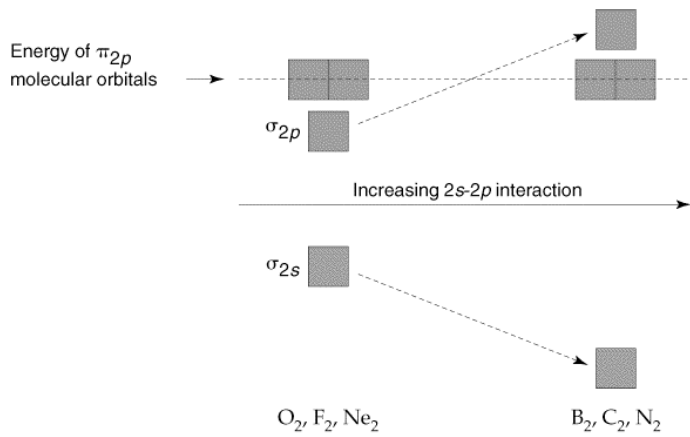 Energy of π2p
molecular orbitals
σ2p
Increasing 2s-2p interaction
σ2s
O2, F2, Ne2
B2, C2, N2